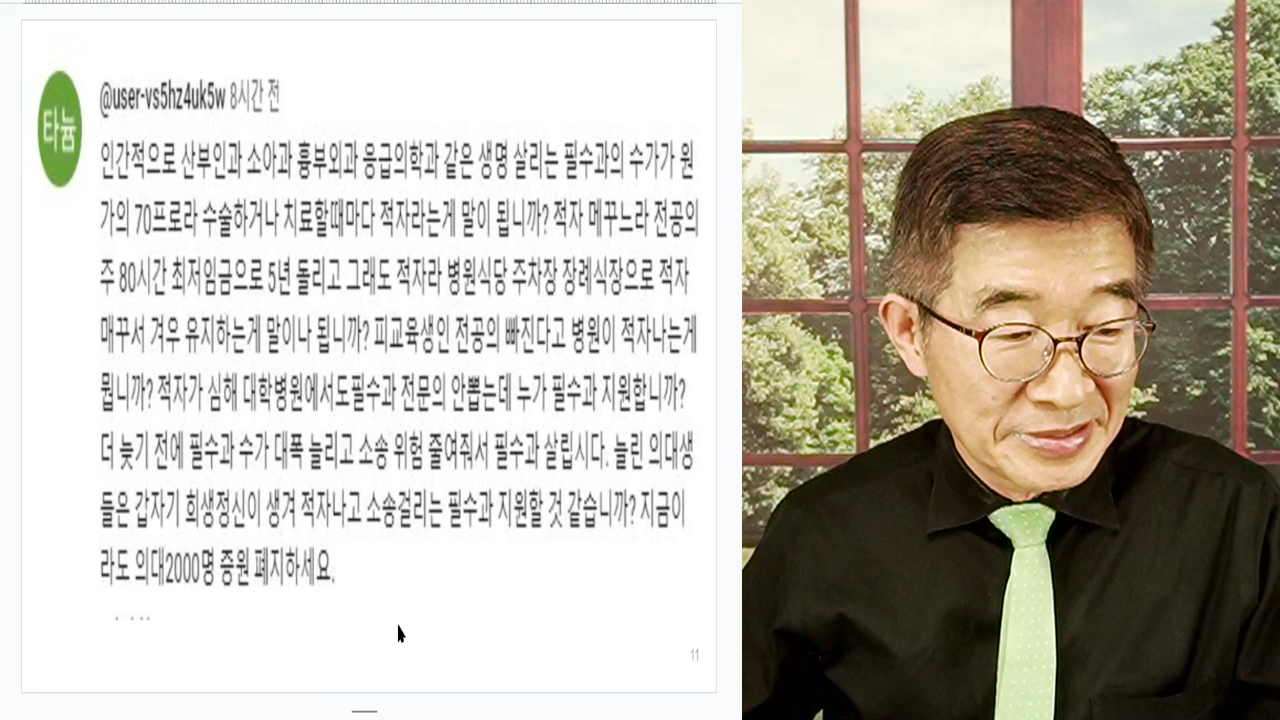 타늄
@user-vs5hz4uk5w 8시간 전
인간적으로 산부인과 소아과 흉부외과 응급의학과 같은 생명 살리는 필수과의 수가가 원
가의 70프로라 수술하거나 치료할때마다 적자라는게 말이 됩니까? 적자 메꾸느라 전공의
주 80시간 최저임금으로 5년 돌리고 그래도 적자라 병원식당 주차장 장례식장으로 적자
매꾸서 겨우 유지하는게 말이나 됩니까? 피교육생인 전공의 빠진다고 병원이 적자나는게
뭡니까? 적자가 심해 대학병원에서도필수과 전문의 안뽑는데 누가 필수과 지원합니까?
더 늦기 전에 필수과 수가 대폭 늘리고 소송 위험 줄여줘서 필수과 살립시다. 늘린 의대생
들은 갑자기 희생정신이 생겨 적자나고 소송걸리는 필수과 지원할 것 같습니까? 지금이
라도 의대2000명 증원 폐지하세요.
11